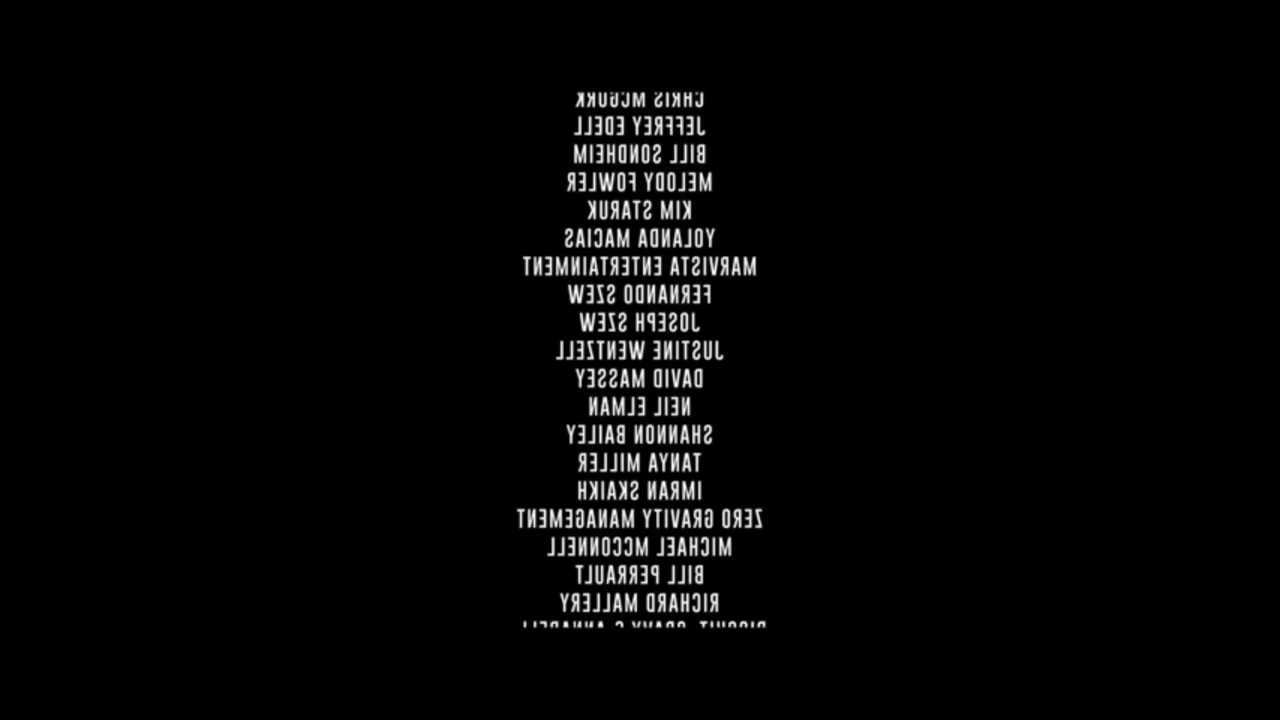 CHRIS MCGURK
JEFFREY EDELL
BILL SONDHEIM
MELODY FOWLER
KIM STARUK
YOLANDA MACIAS
MARVISTA ENTERTAINMENT
FERNANDO SZEW
JOSEPH SZEW
JUSTINE WENTZELL
DAVID MASSEY
NEIL ELMAN
SHANNON BAILEY
TANYA MILLER
IMRAN SKAIKH
ZERO GRAVITY MANAGEMENT
MICHAEL MCCONNELL
BILL PERRAULT
RICHARD MALLERY